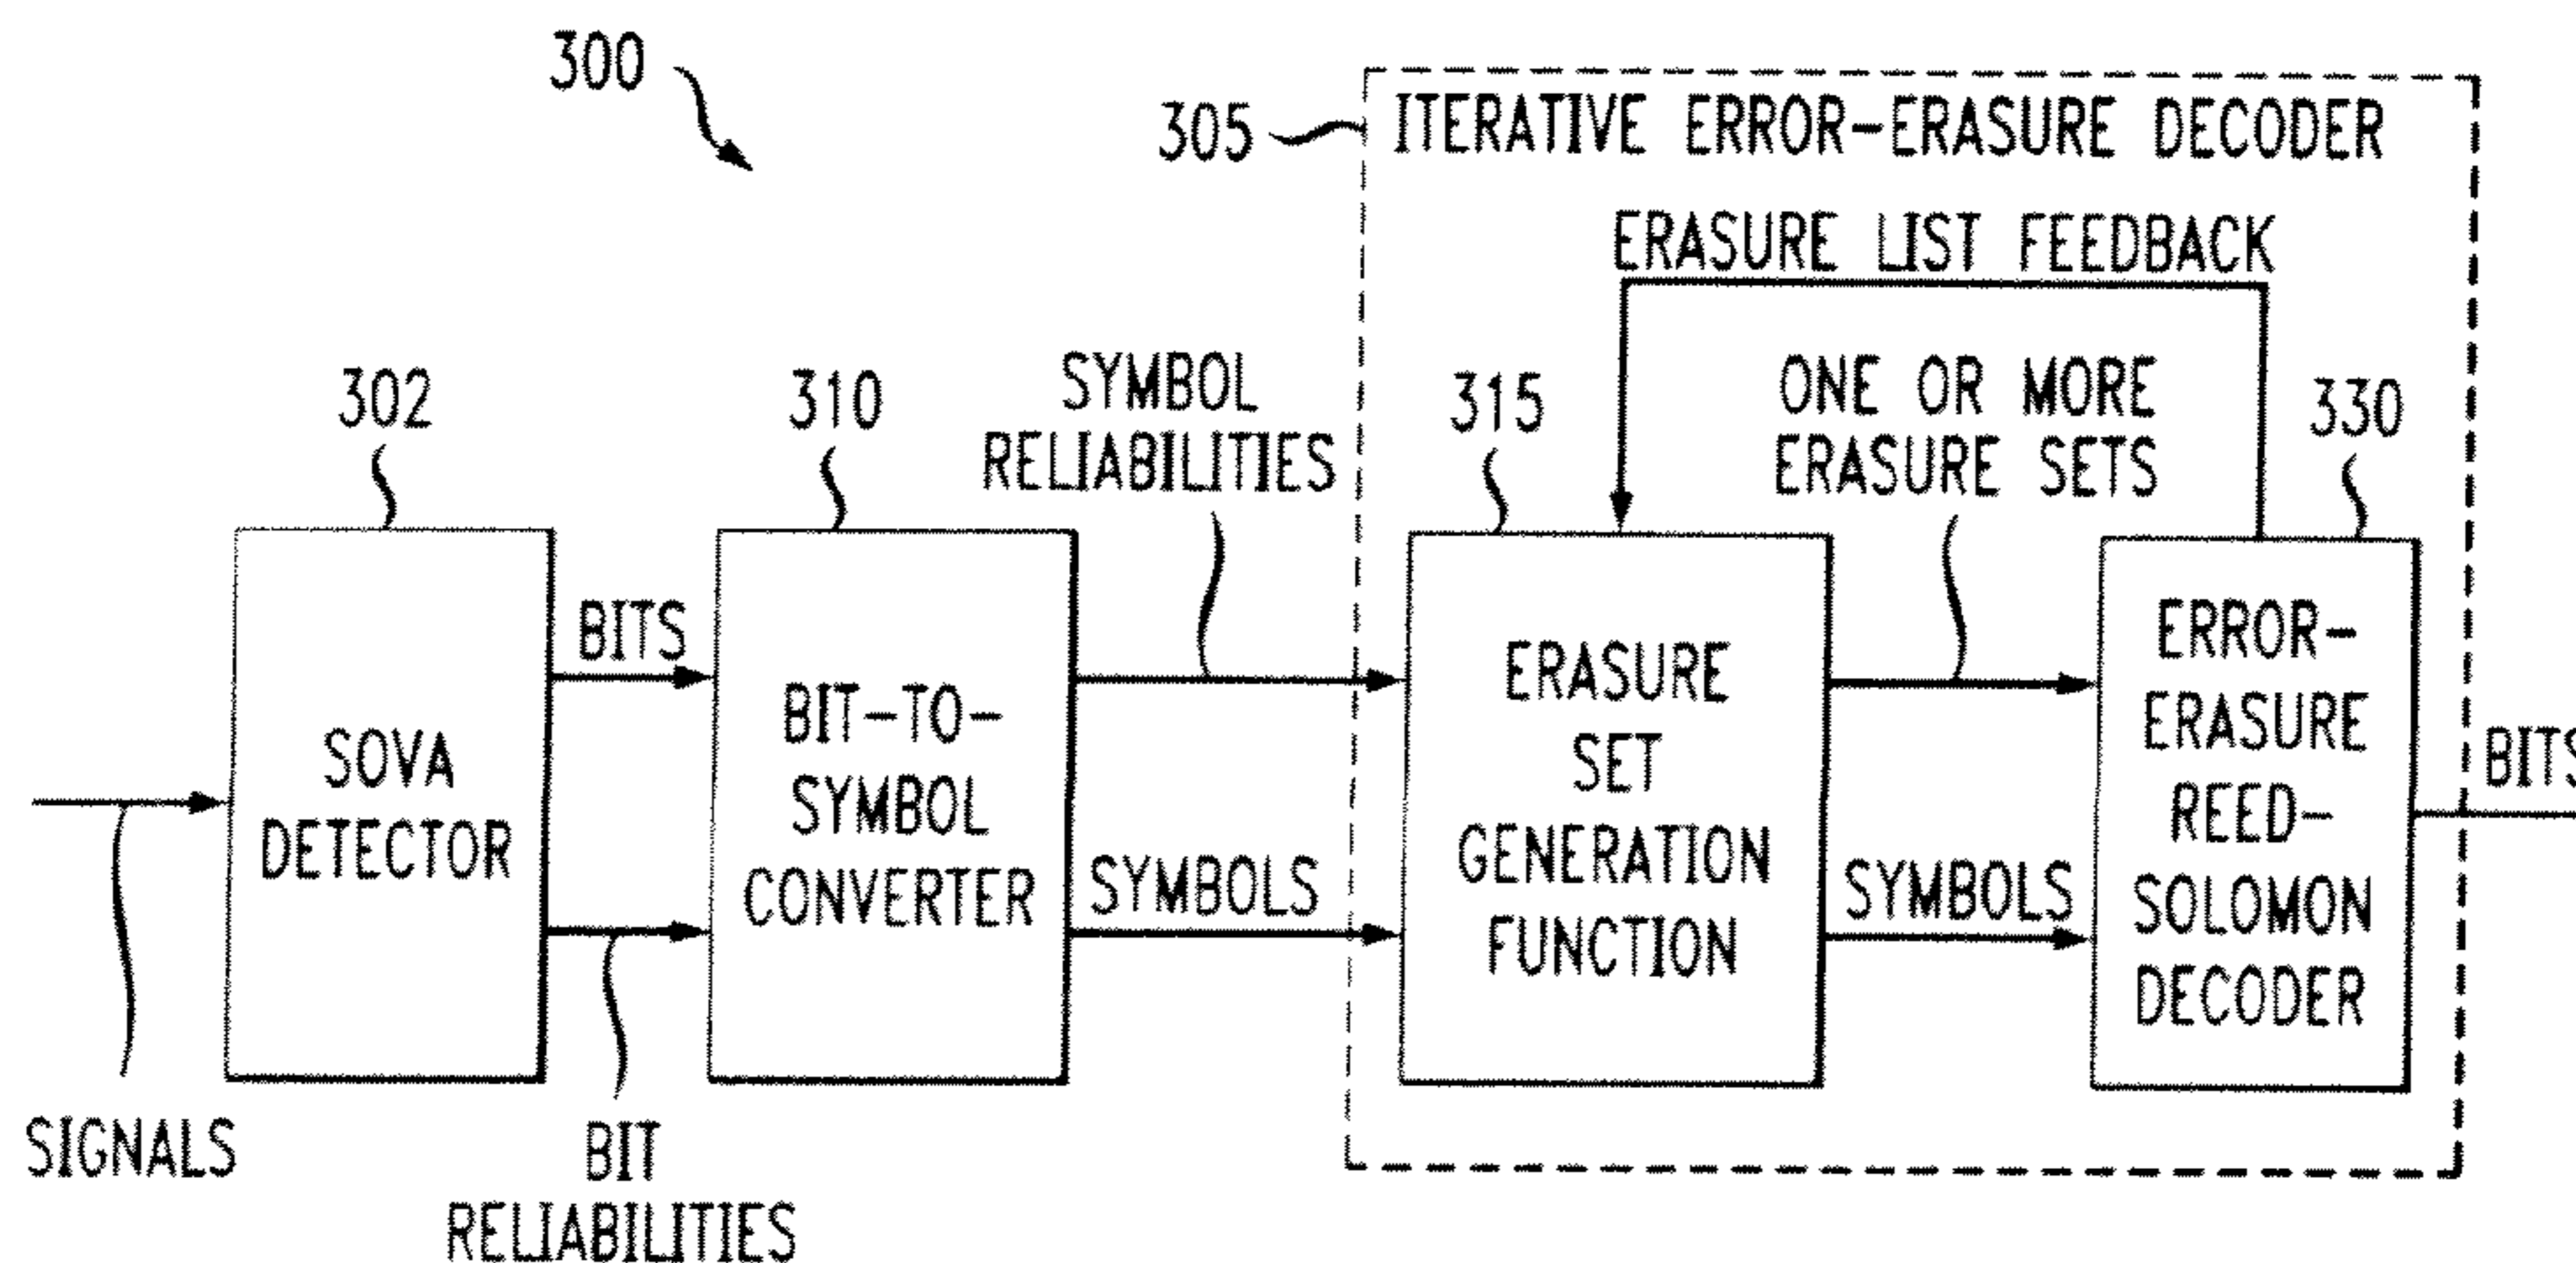 300
305
ITERATIVE ERROR-ERASURE DECODER
ERASURE LIST FEEDBACK
302
310
SYMBOL
RELIABILITIES
315
ONE OR MORE
ERASURE SETS
330
SOVA
DETECTOR
BITS
BIT-TO-
SYMBOL
CONVERTER
SYMBOLS
ERASURE
SET
GENERATION
FUNCTION
SYMBOLS
ERROR-
ERASURE
REED-
SOLOMON
DECODER
BITS
SIGNALS
BIT
RELIABILITIES